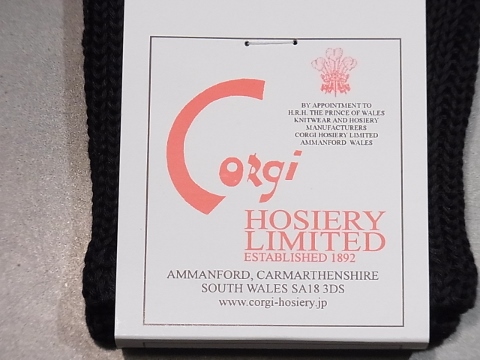 BY APPOINTMENT TO
H.R.H. THE PRINCE OF WALES
KNITWEAR AND HOSIERY
MANUFACTURERS
CORGI HOSIERY LIMITED
AMMANFORD WALES
Corgi
HOSIERY
LIMITED
ESTABLISHED 1892
AMMANFORD, CARMARTHENSHIRE
SOUTH WALES SA18 3DS
www.corgi-hosiery.jp